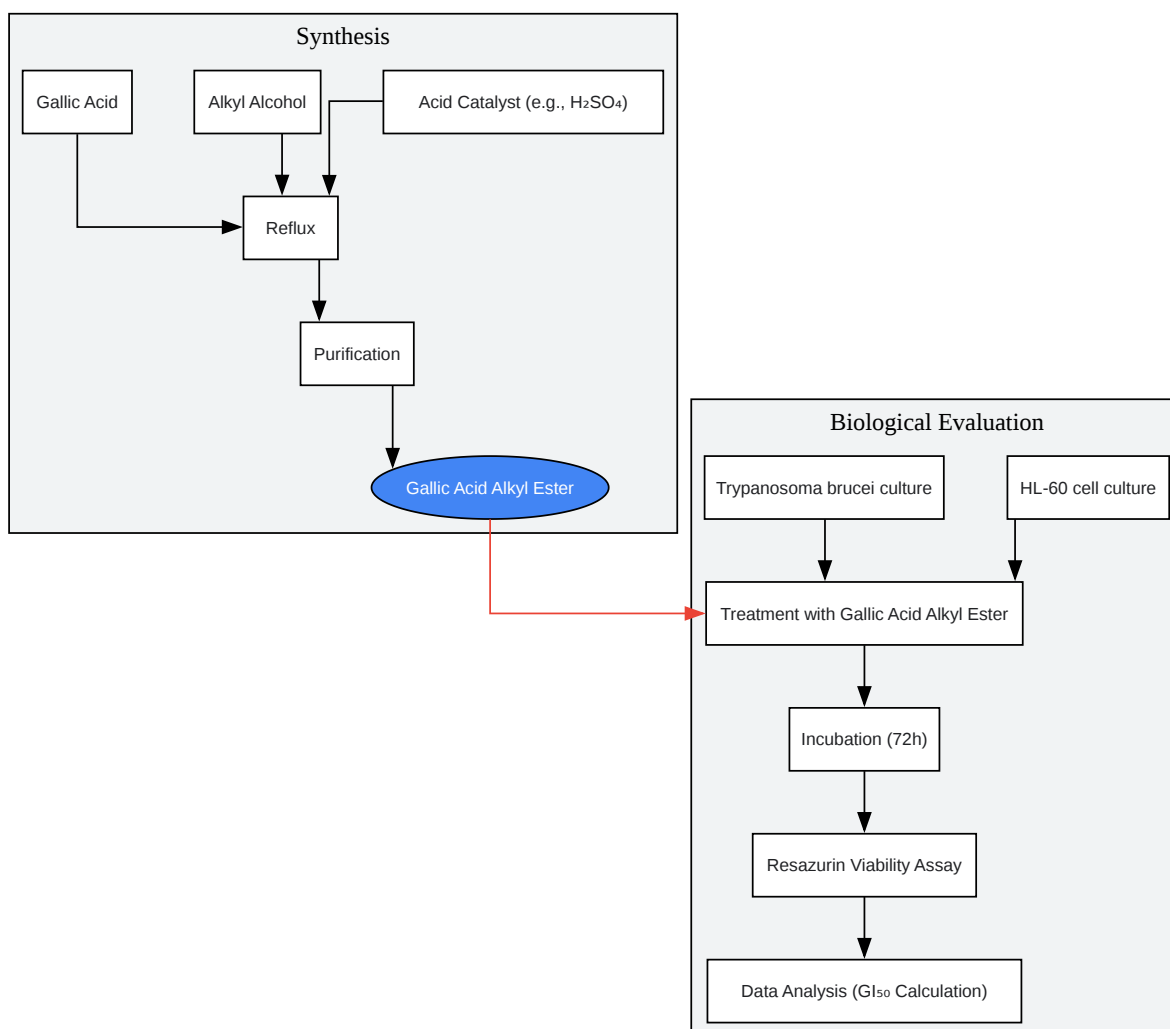 Synthesis
Gallic Acid
Alkyl Alcohol
Acid Catalyst (e.g., H₂SO₄)
Reflux
Purification
Gallic Acid Alkyl Ester
Biological Evaluation
Trypanosoma brucei culture
HL-60 cell culture
Treatment with Gallic Acid Alkyl Ester
Incubation (72h)
Resazurin Viability Assay
Data Analysis (GI₅₀ Calculation)